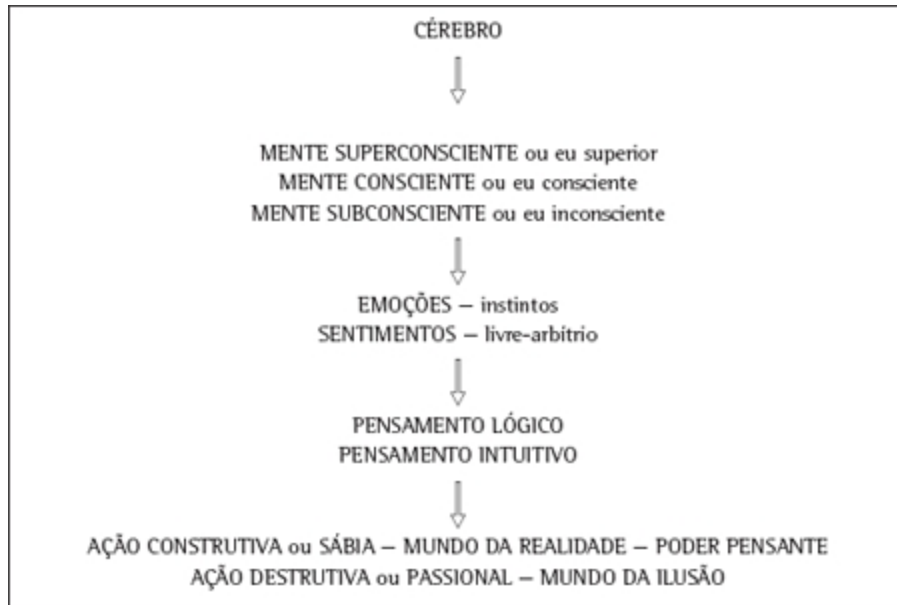 CÉREBRO
MENTE SUPERCONSCIENTE ou eu superior
MENTE CONSCIENTE ou eu consciente
MENTE SUBCONSCIENTE ou eu inconsciente
EMOÇÕES – instintos
SENTIMENTOS – livre-arbítrio
PENSAMENTO LÓGICO
PENSAMENTO INTUITIVO
AÇÃO CONSTRUTIVA ou SÁBIA – MUNDO DA REALIDADE – PODER PENSANTE
AÇÃO DESTRUTIVA ou PASSIONAL – MUNDO DA ILUSÃO